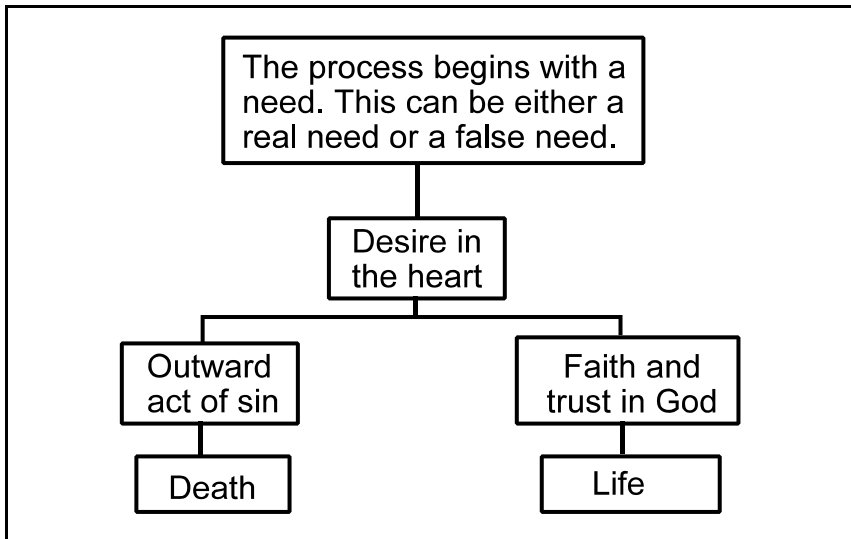 The process begins with a
need. This can be either a
real need or a false need.
Desire in
the heart
Outward
act of sin
Faith and
trust in God
Death
Life